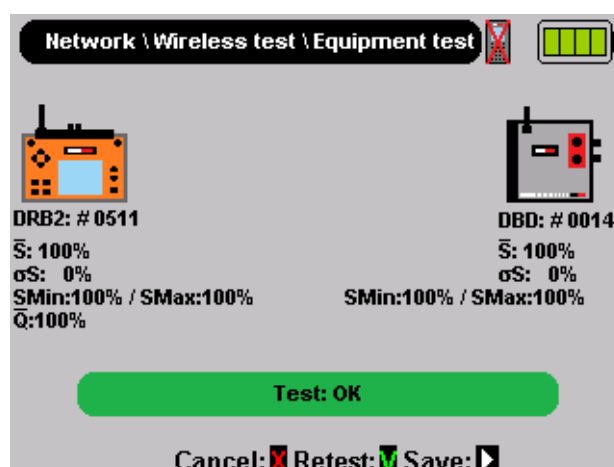 Network \ Wireless test \ Equipment test
DRB2: # 0511
DBD: # 0014
S̅: 100%
S̅: 100%
σS: 0%
σS: 0%
SMin:100% / SMax:100%
SMin:100% / SMax:100%
Q̅:100%
Test: OK
Cancel: X Retest: V Save: